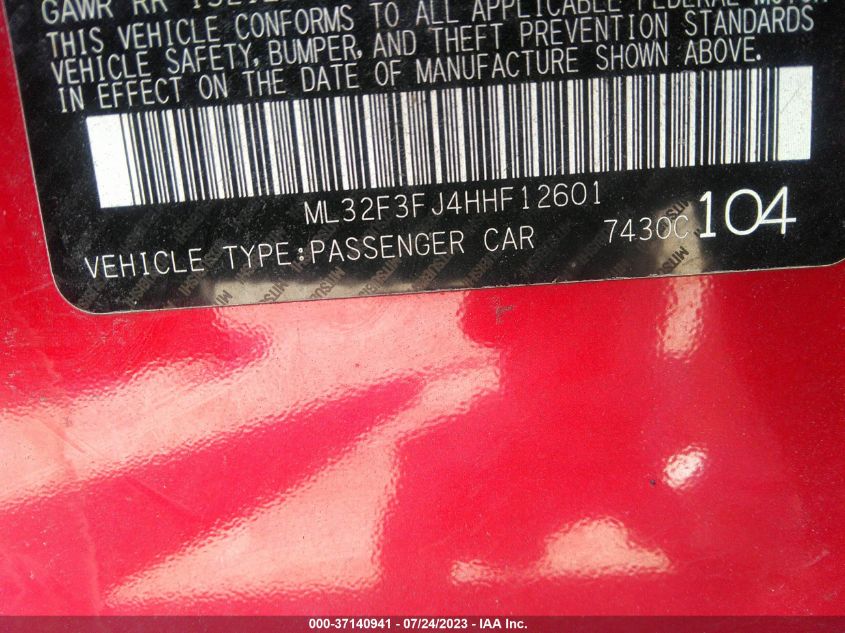 GAWR RR
THIS VEHICLE CONFORMS TO ALL APPLICABLE FEDERAL MOTOR
VEHICLE SAFETY, BUMPER, AND THEFT PREVENTION STANDARDS
IN EFFECT ON THE DATE OF MANUFACTURE SHOWN ABOVE.
ML32F3FJ4HHF12601
VEHICLE TYPE:PASSENGER CAR 7430C 104
000-37140941 - 07/24/2023 - IAA Inc.